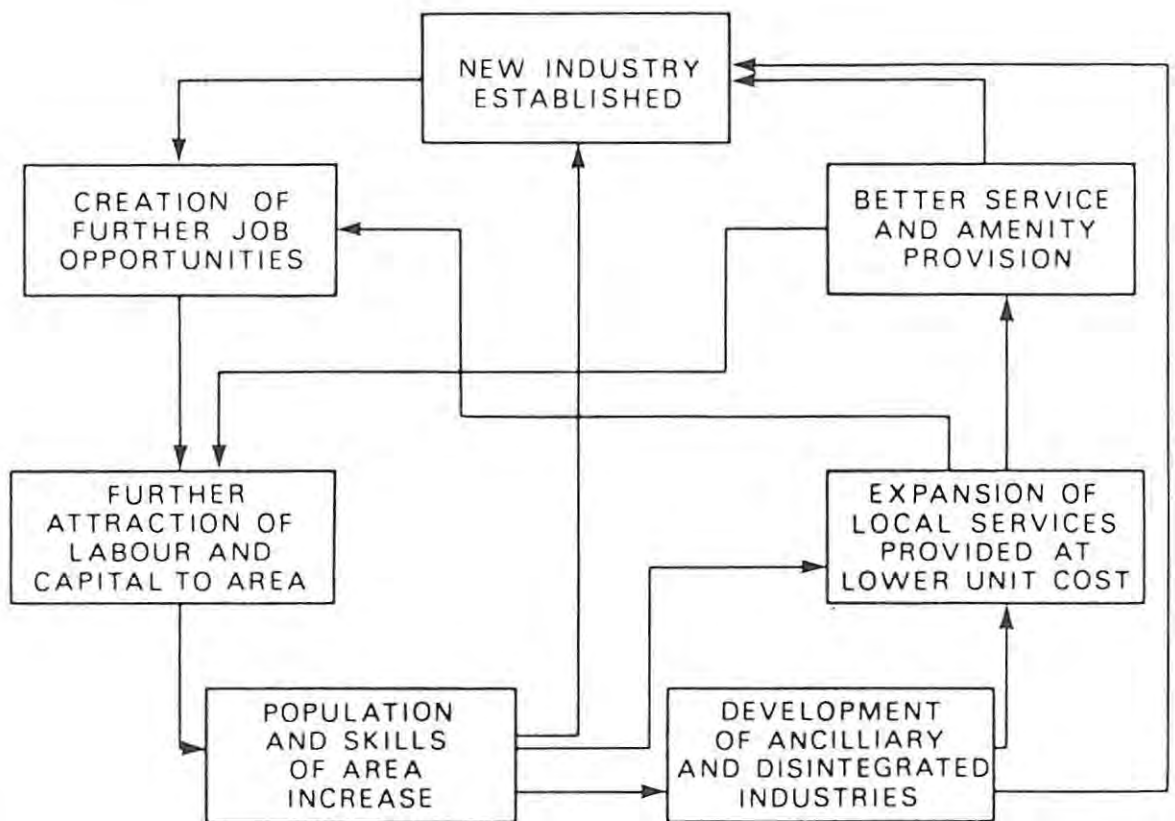 NEW INDUSTRY
ESTABLISHED
CREATION OF
FURTHER JOB
OPPORTUNITIES
BETTER SERVICE
AND AMENITY
PROVISION
FURTHER
ATTRACTION OF
LABOUR AND
CAPITAL TO AREA
EXPANSION OF
LOCAL SERVICES
PROVIDED AT
LOWER UNIT COST
POPULATION
AND SKILLS
OF AREA
INCREASE
DEVELOPMENT
OF ANCILLIARY
AND DISINTEGRATED
INDUSTRIES